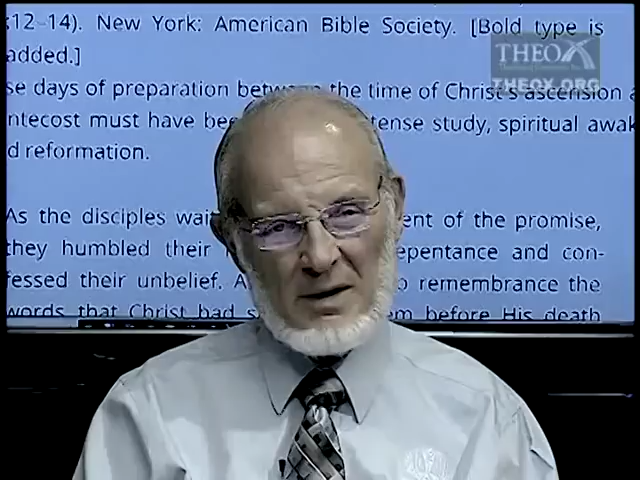 :12–14). New York: American Bible Society. [Bold type is
added.]
THEOX
THEOX.ORG
se days of preparation between the time of Christ's ascension a
ntecost must have bee tense study, spiritual awak
d reformation.
As the disciples wai ent of the promise,
they humbled their epentance and con-
fessed their unbelief. A o remembrance the
words that Christ had s em before His death